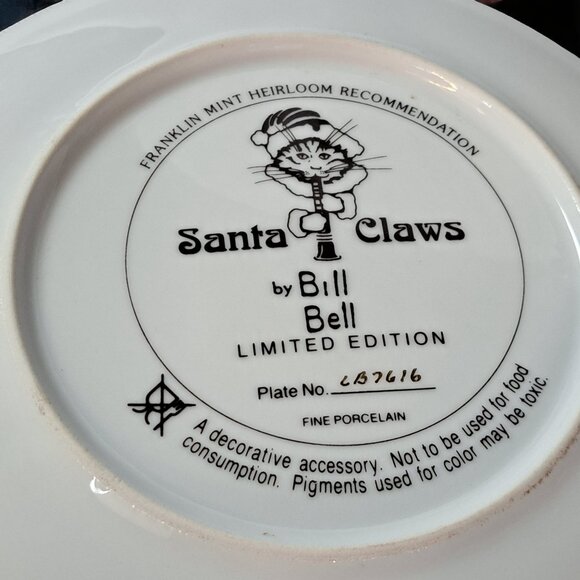 FRANKLIN MINT HEIRLOOM RECOMMENDATION
Santa Claws
by Bill
Bell
LIMITED EDITION
Plate No. LB7616
FINE PORCELAIN
A decorative accessory. Not to be used for food
consumption. Pigments used for color may be toxic.